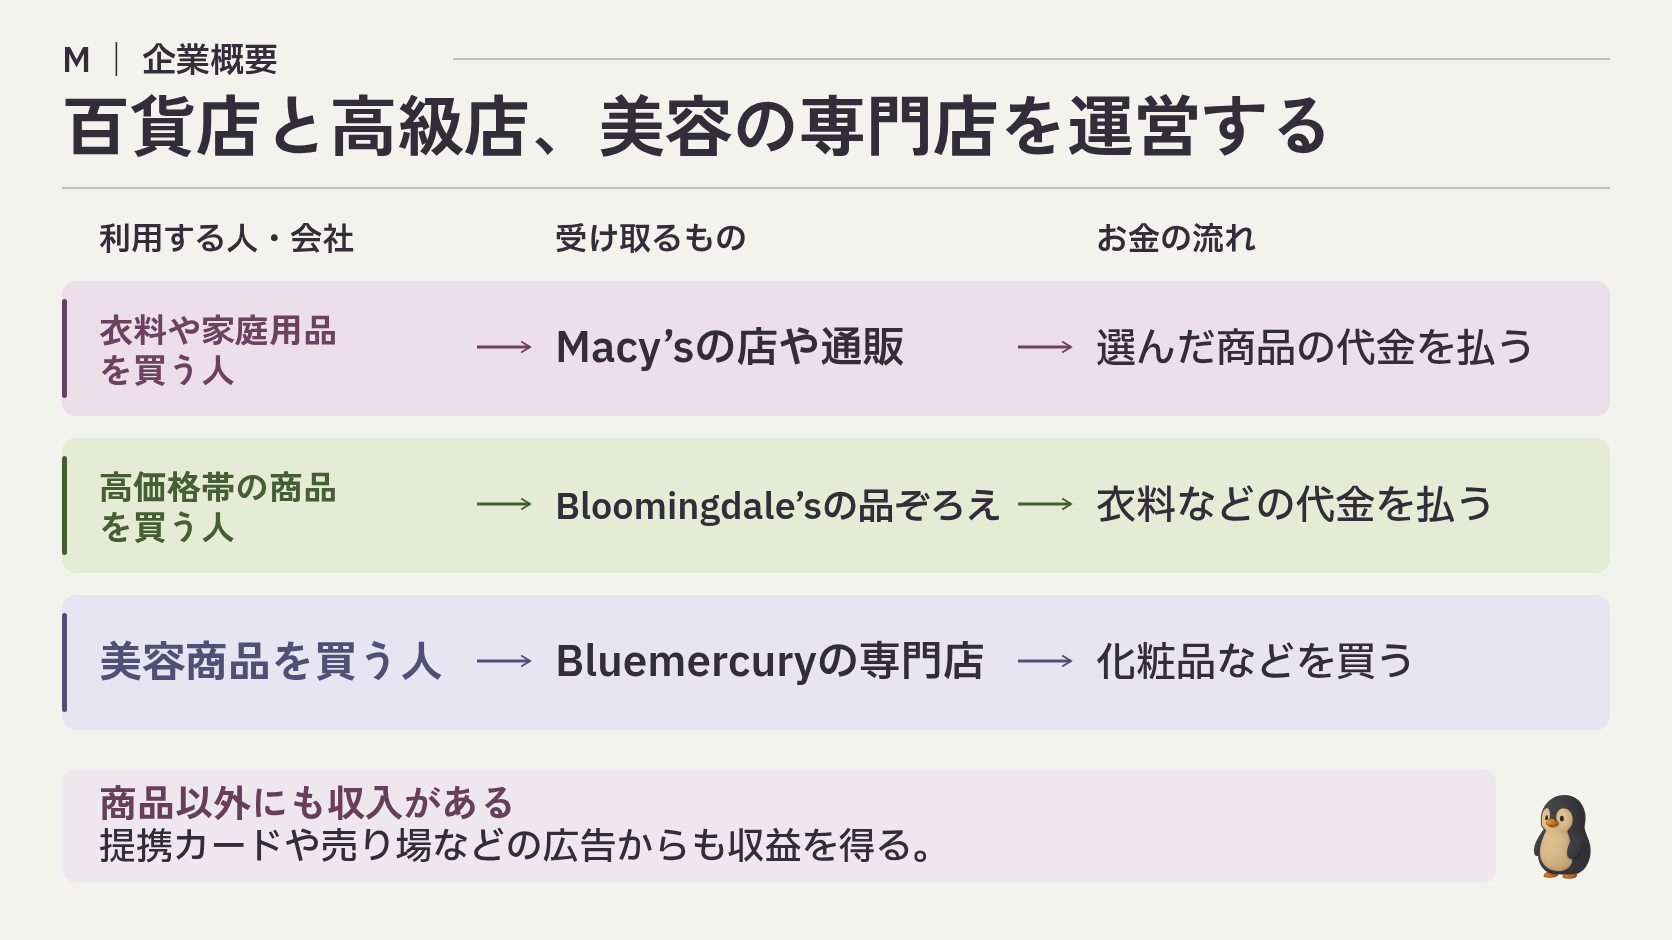 M | 企業概要
百貨店と高級店、美容の専門店を運営する
利用する人・会社 受け取るもの お金の流れ
衣料や家庭用品
を買う人
→ Macy’sの店や通販 → 選んだ商品の代金を払う
高価格帯の商品
を買う人
→ Bloomingdale’sの品ぞろえ → 衣料などの代金を払う
美容商品を買う人 → Bluemercuryの専門店 → 化粧品などを買う
商品以外にも収入がある
提携カードや売り場などの広告からも収益を得る。